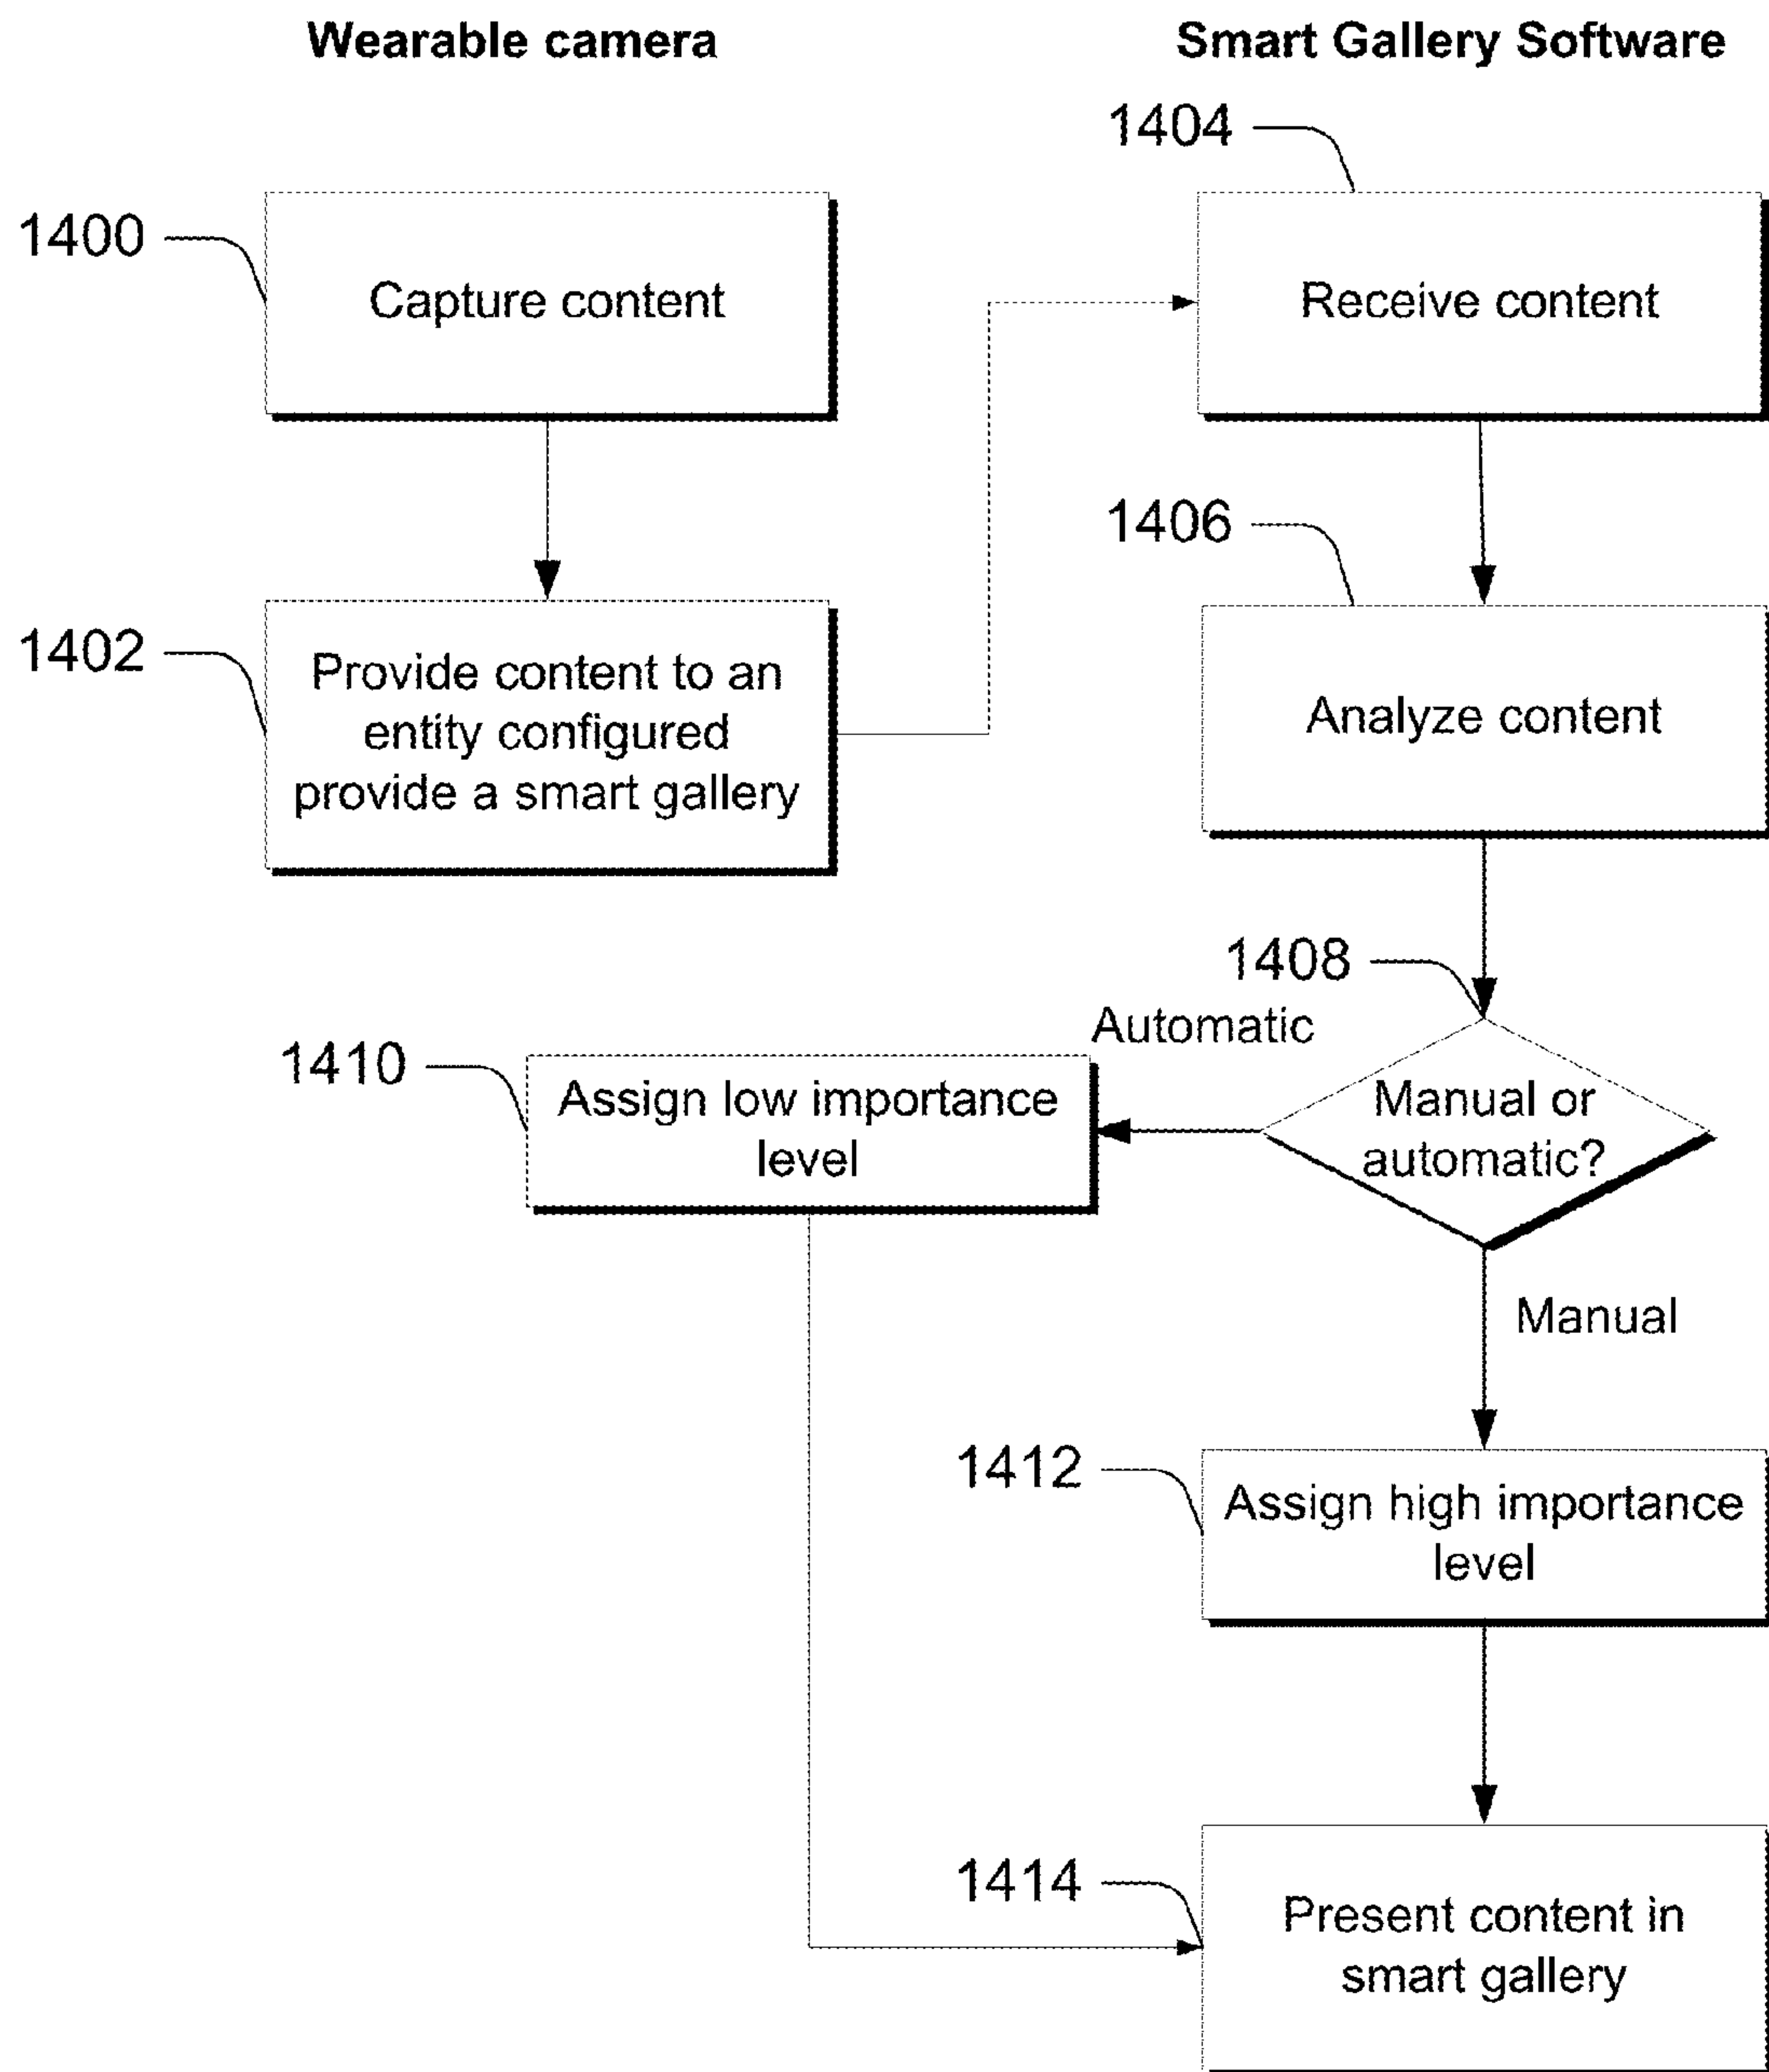 Wearable camera
Smart Gallery Software
1404
1400
Capture content
Receive content
1406
1402
Provide content to an
entity configured
provide a smart gallery
Analyze content
1408
Automatic
1410
Assign low importance
level
Manual or
automatic?
Manual
1412
Assign high importance
level
1414
Present content in
smart gallery